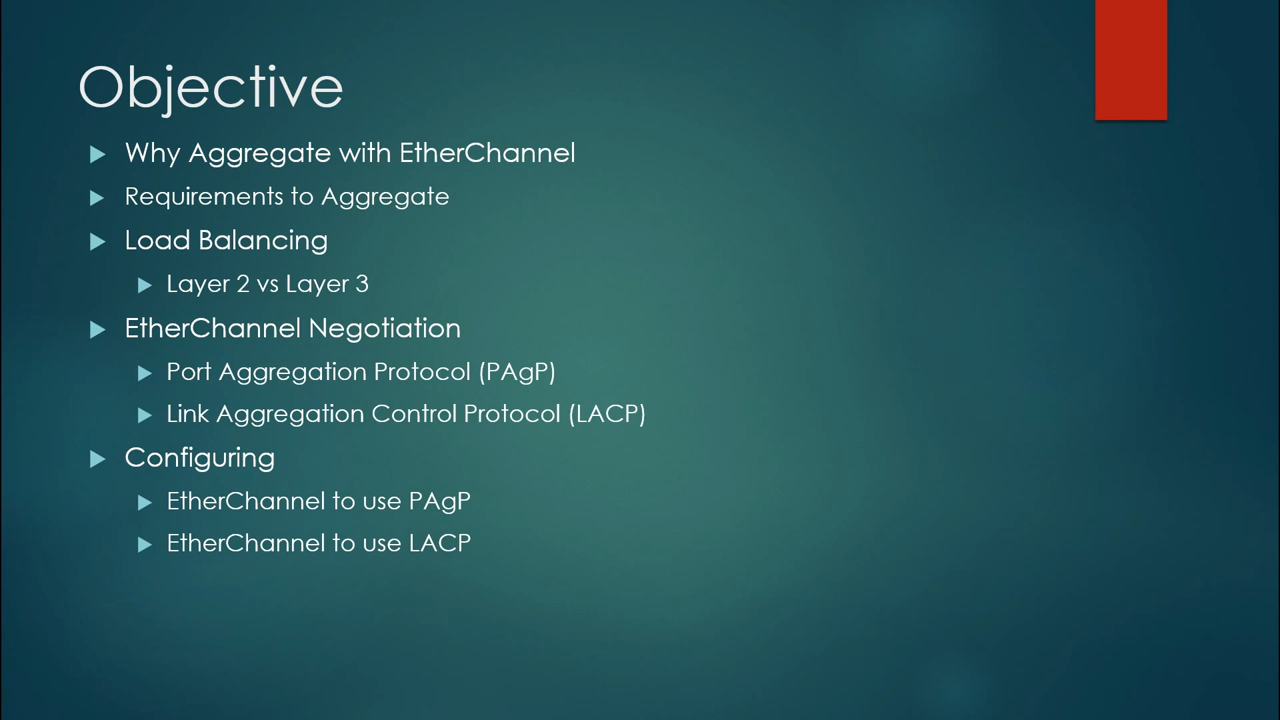 Objective
Why Aggregate with EtherChannel
Requirements to Aggregate
Load Balancing
Layer 2 vs Layer 3
EtherChannel Negotiation
Port Aggregation Protocol (PAgP)
Link Aggregation Control Protocol (LACP)
Configuring
EtherChannel to use PAgP
EtherChannel to use LACP